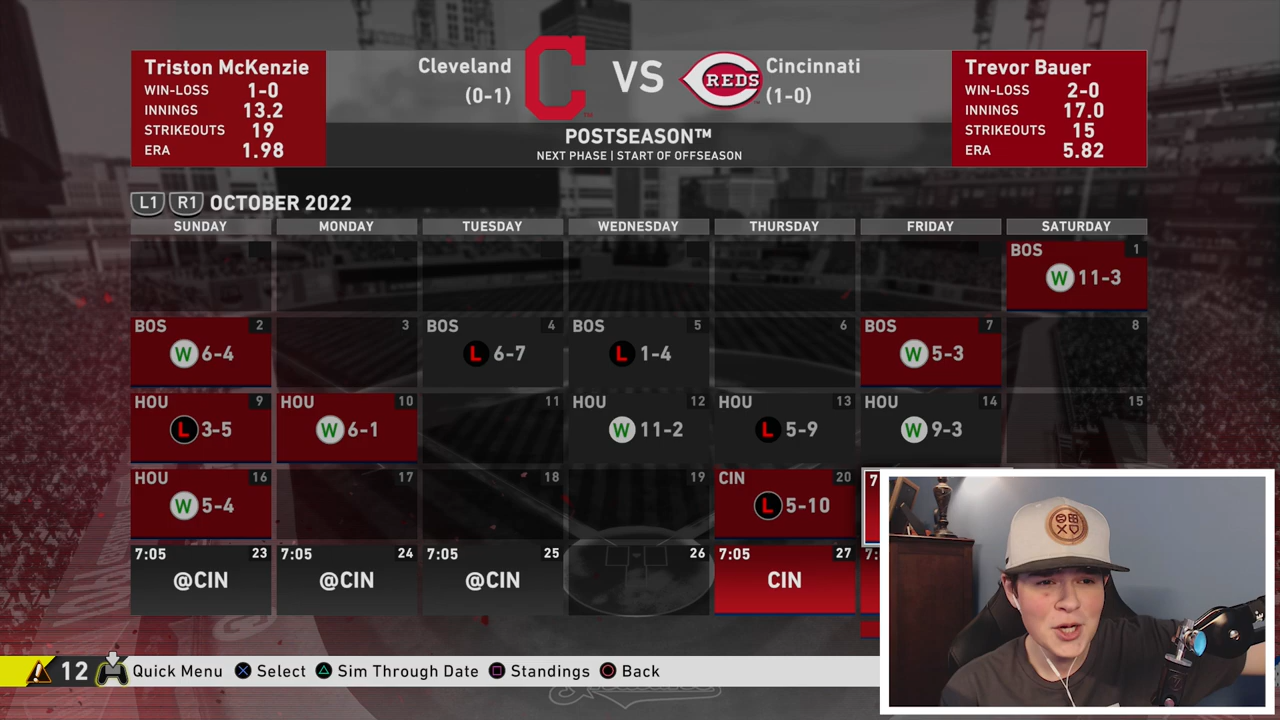 Triston McKenzie
WIN-LOSS 1-0
INNINGS 13.2
STRIKEOUTS 19
ERA 1.98
Cleveland
(0-1)
C
VS
REDS
Cincinnati
(1-0)
POSTSEASON™
NEXT PHASE | START OF OFFSEASON
Trevor Bauer
WIN-LOSS 2-0
INNINGS 17.0
STRIKEOUTS 15
ERA 5.82
L1 R1 OCTOBER 2022
SUNDAY MONDAY TUESDAY WEDNESDAY THURSDAY FRIDAY SATURDAY
BOS 1
W 11-3
BOS 2 3 BOS 4 BOS 5 6 BOS 7 8
W 6-4 L 6-7 L 1-4 W 5-3
HOU 9 HOU 10 11 HOU 12 HOU 13 HOU 14 15
L 3-5 W 6-1 W 11-2 L 5-9 W 9-3
HOU 16 17 18 19 CIN 20 7
W 5-4 L 5-10
7:05 23 7:05 24 7:05 25 26 7:05 27 7:
@CIN @CIN @CIN CIN
12 Quick Menu Select Sim Through Date Standings Back